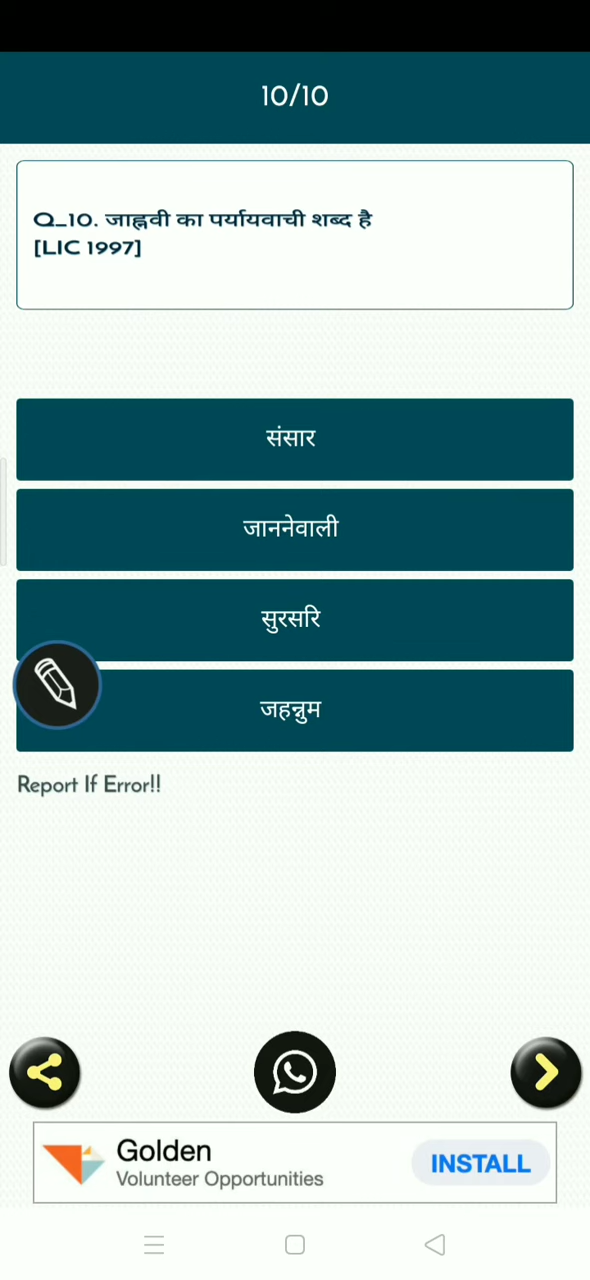 10/10
Q_10. जाह्नवी का पर्यायवाची शब्द है
[LIC 1997]
संसार
जाननेवाली
सुरसरि
जहन्नुम
Report If Error!!
Golden
Volunteer Opportunities
INSTALL